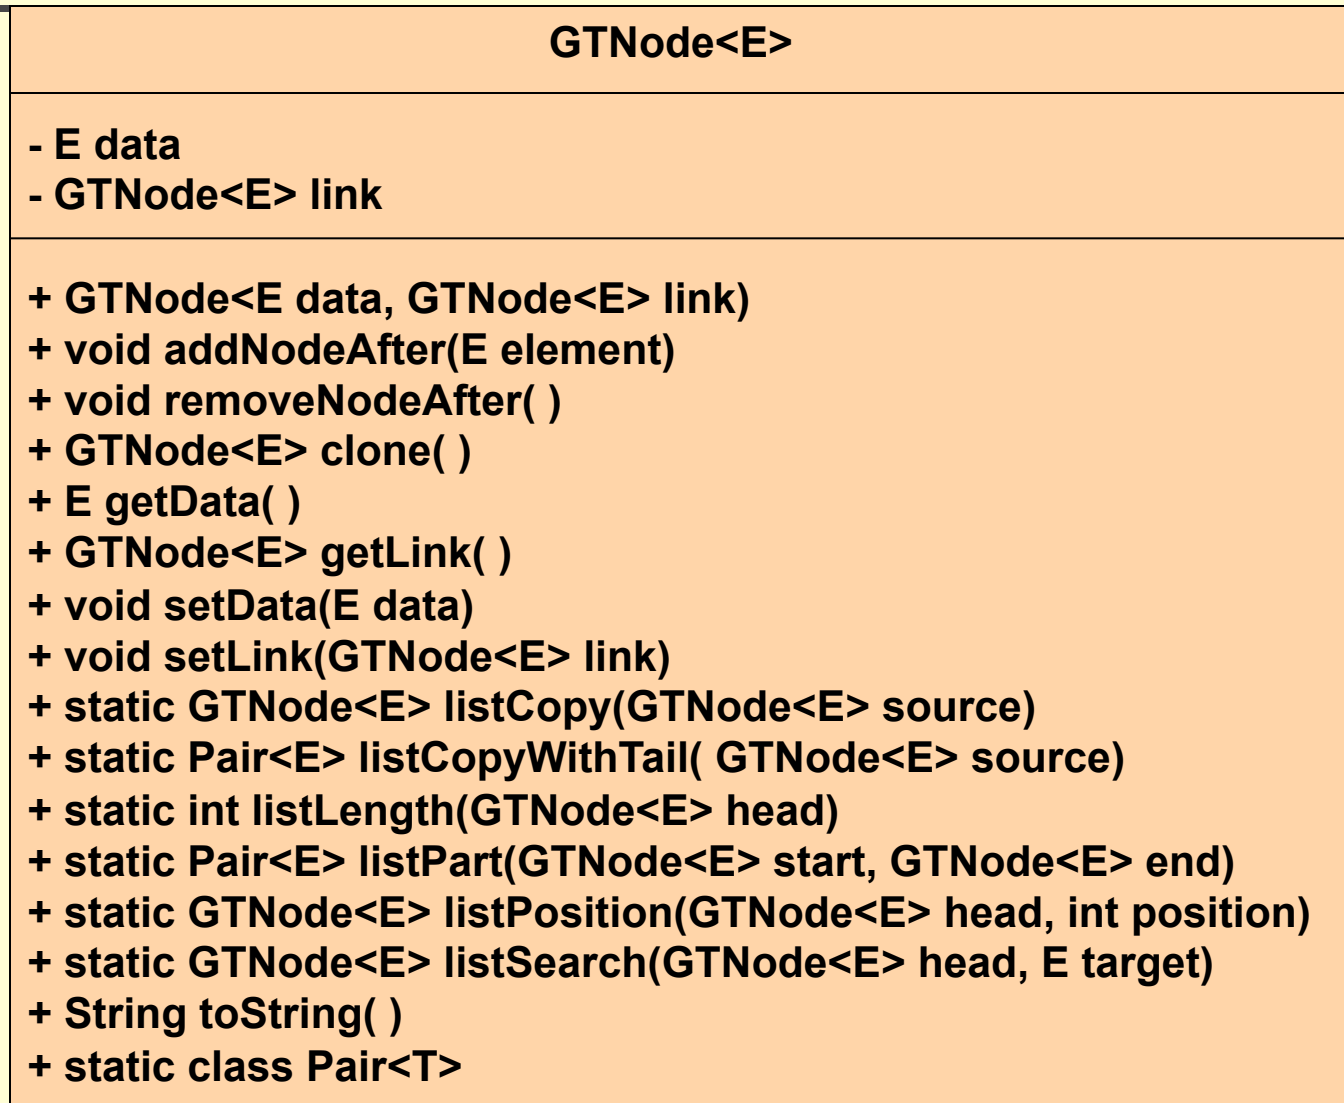 GTNode<E>
- E data
- GTNode<E> link
+ GTNode<E data, GTNode<E> link)
+ void addNodeAfter(E element)
+ void removeNodeAfter( )
+ GTNode<E> clone( )
+ E getData( )
+ GTNode<E> getLink( )
+ void setData(E data)
+ void setLink(GTNode<E> link)
+ static GTNode<E> listCopy(GTNode<E> source)
+ static Pair<E> listCopyWithTail( GTNode<E> source)
+ static int listLength(GTNode<E> head)
+ static Pair<E> listPart(GTNode<E> start, GTNode<E> end)
+ static GTNode<E> listPosition(GTNode<E> head, int position)
+ static GTNode<E> listSearch(GTNode<E> head, E target)
+ String toString( )
+ static class Pair<T>